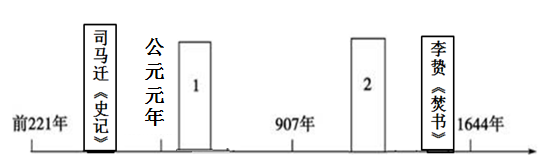 司马迁《史记》
公元元年
1
2
李贽《焚书》
前221年
907年
1644年